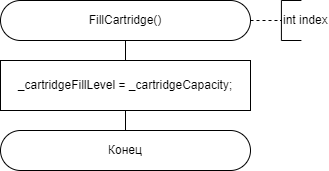 FillCartridge()
int index
_cartridgeFillLevel = _cartridgeCapacity;
Конец